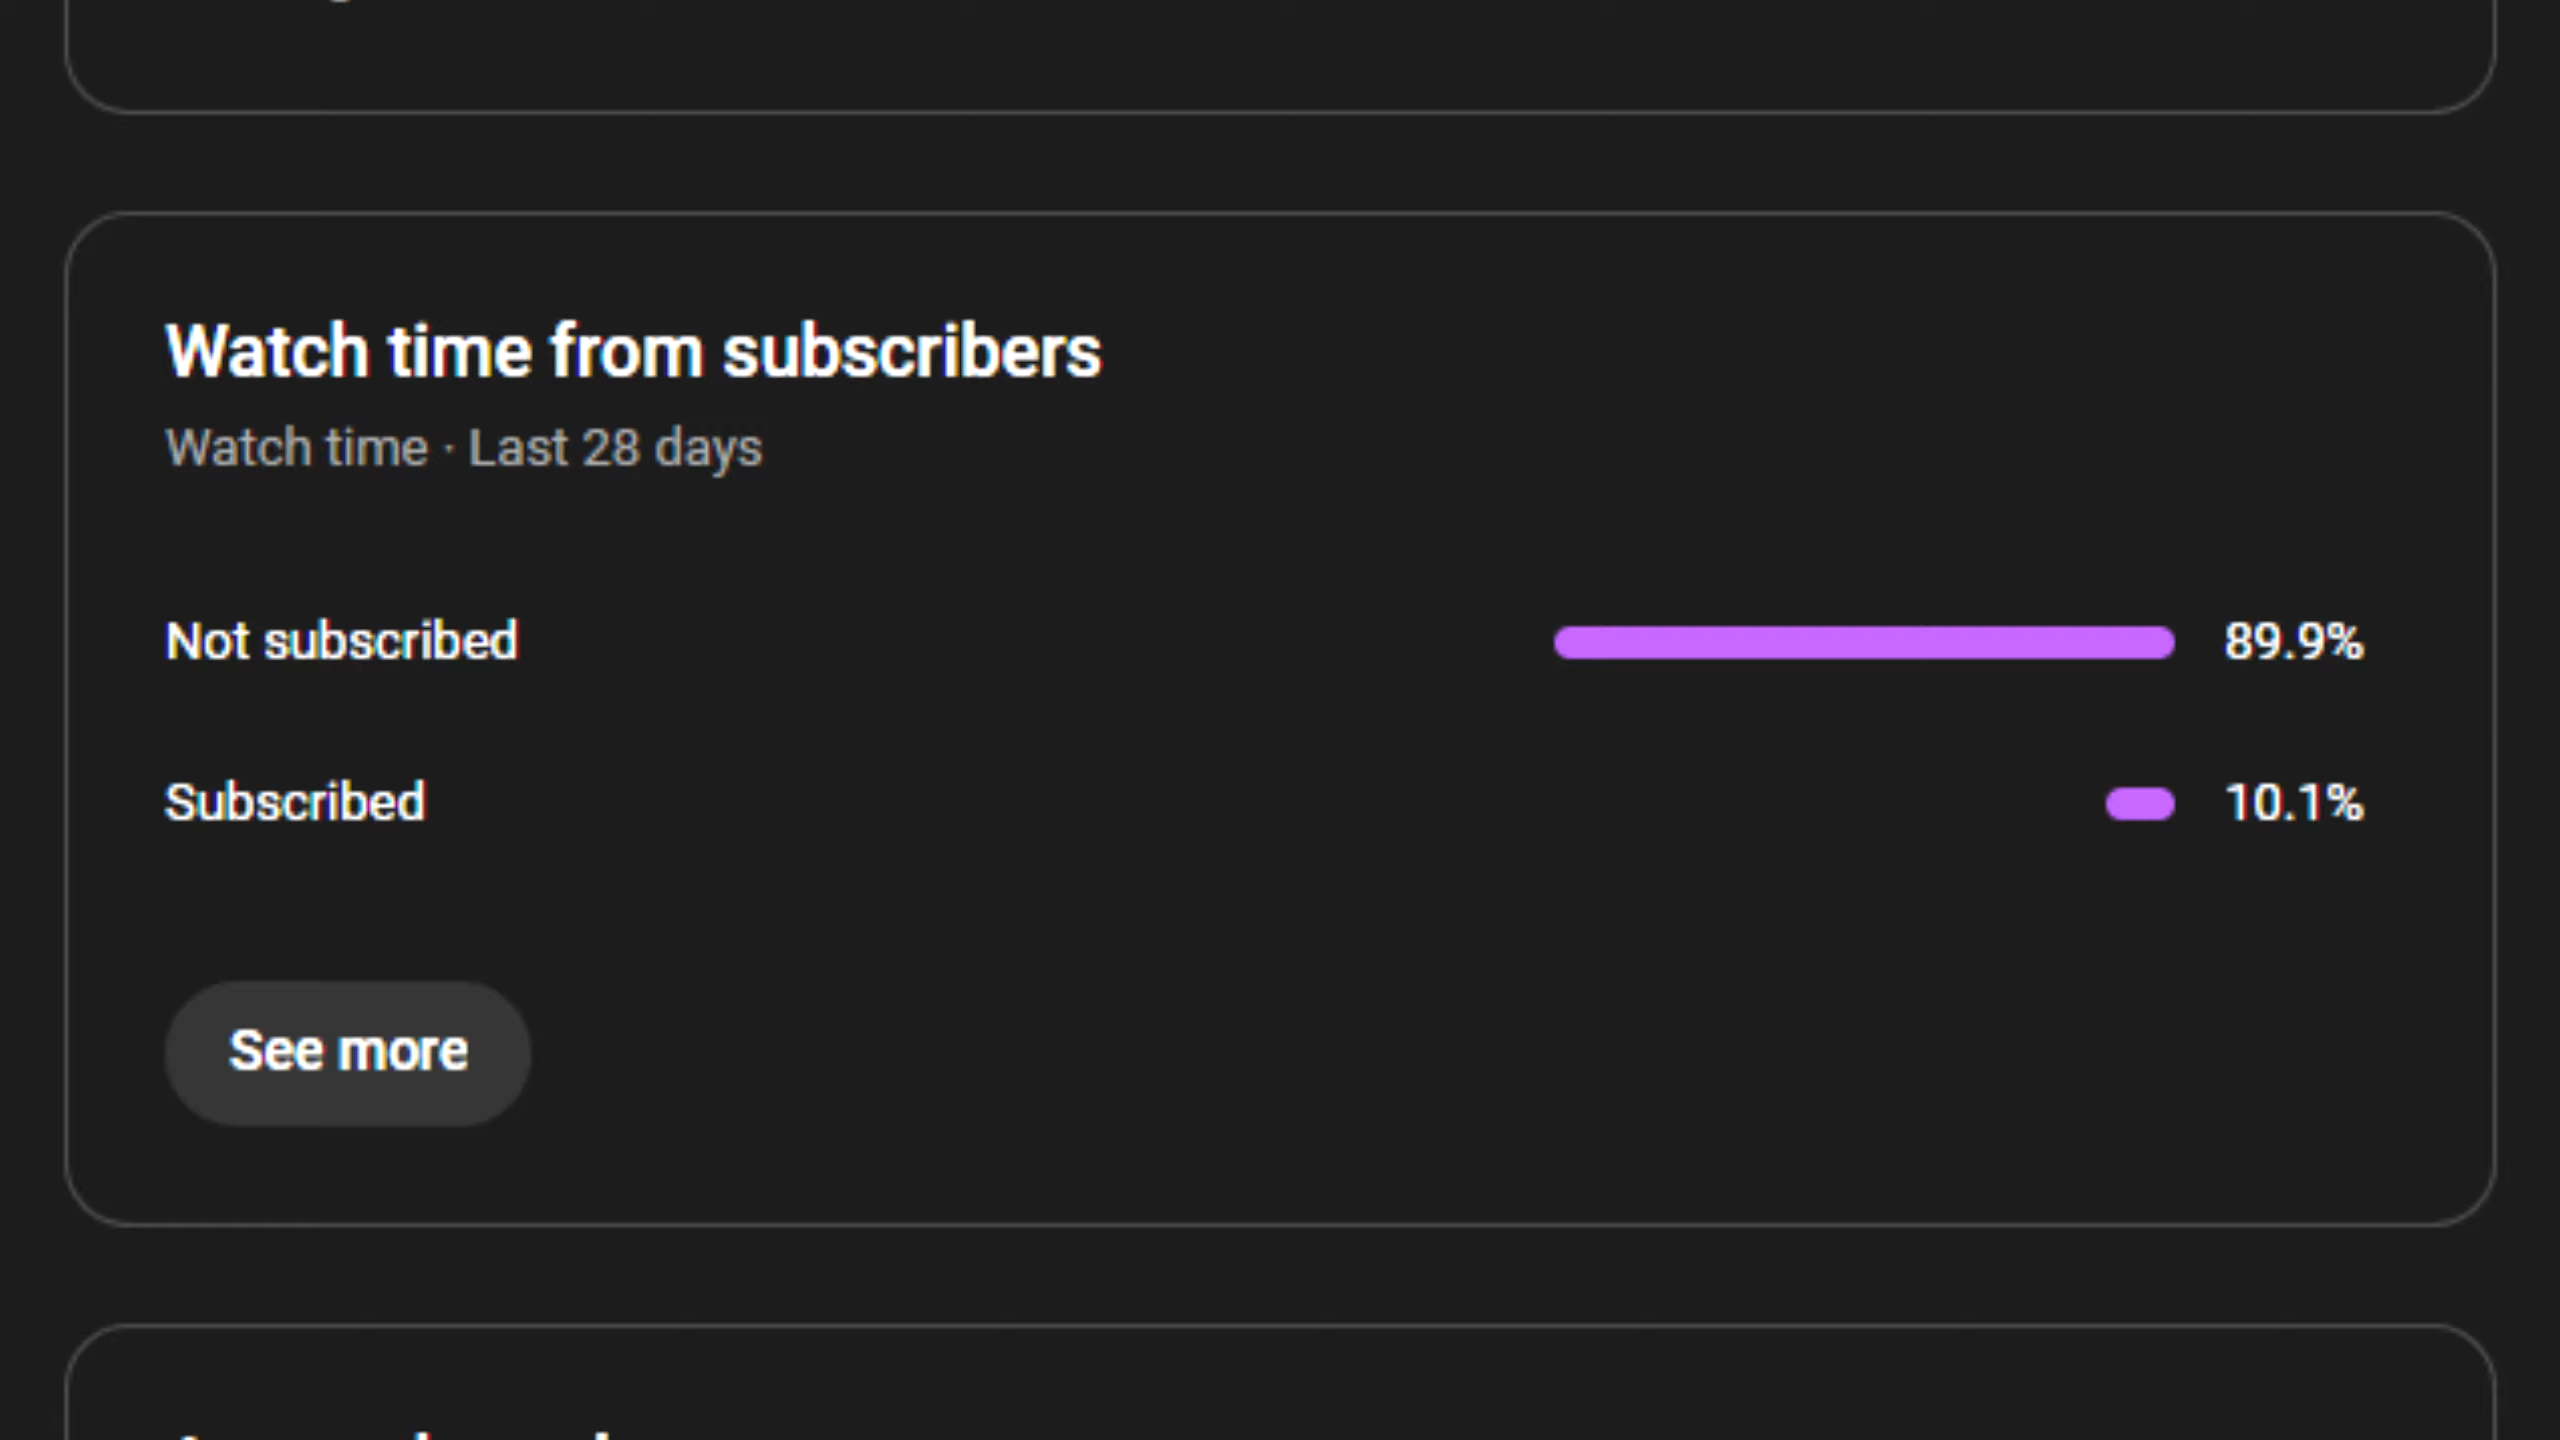 Watch time from subscribers
Watch time · Last 28 days
Not subscribed 89.9%
Subscribed 10.1%
See more